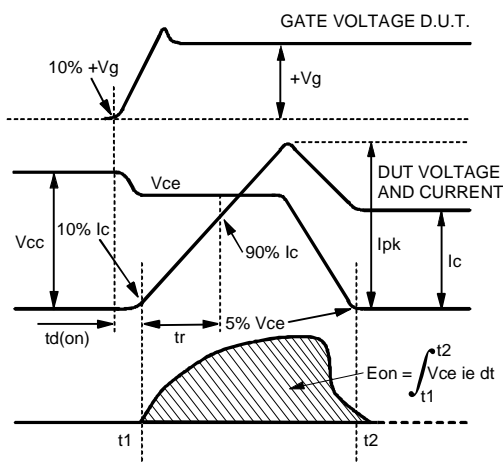 GATE VOLTAGE D.U.T.
10% +Vg
+Vg
Vce
DUT VOLTAGE
AND CURRENT
Vcc
10% Ic
90% Ic
Ipk
Ic
td(on)
tr
5% Vce
Eon = ∫ Vce ie dt
t2
t1
t1
t2